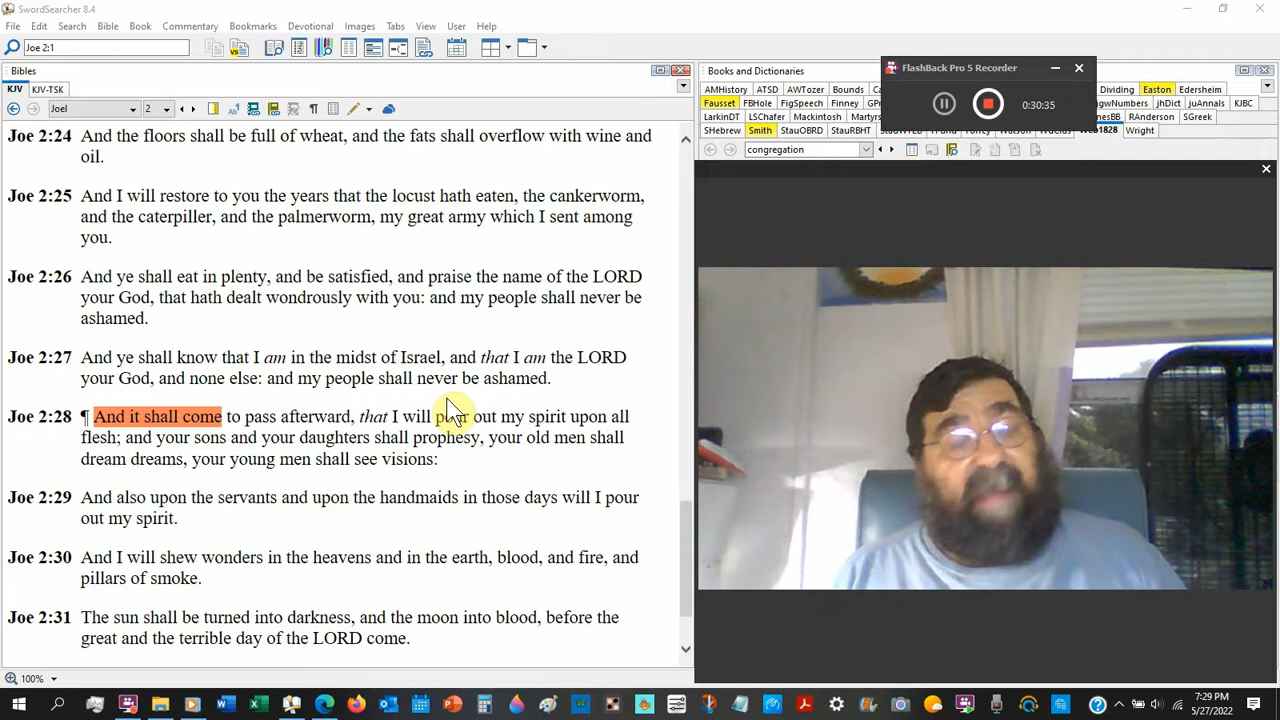 SwordSearcher 8.4
File Edit Search Bible Book Commentary Bookmarks Devotional Images Tabs View User Help
Joe 2:1
Bibles
KJV KJV-TSK
Joel 2
Joe 2:24 And the floors shall be full of wheat, and the fats shall overflow with wine and
oil.
Joe 2:25 And I will restore to you the years that the locust hath eaten, the cankerworm,
and the caterpiller, and the palmerworm, my great army which I sent among
you.
Joe 2:26 And ye shall eat in plenty, and be satisfied, and praise the name of the LORD
your God, that hath dealt wondrously with you: and my people shall never be
ashamed.
Joe 2:27 And ye shall know that I am in the midst of Israel, and that I am the LORD
your God, and none else: and my people shall never be ashamed.
Joe 2:28 ¶ And it shall come to pass afterward, that I will pour out my spirit upon all
flesh; and your sons and your daughters shall prophesy, your old men shall
dream dreams, your young men shall see visions:
Joe 2:29 And also upon the servants and upon the handmaids in those days will I pour
out my spirit.
Joe 2:30 And I will shew wonders in the heavens and in the earth, blood, and fire, and
pillars of smoke.
Joe 2:31 The sun shall be turned into darkness, and the moon into blood, before the
great and the terrible day of the LORD come.
100%
Books and Dictionaries
FlashBack Pro 5 Recorder
0:30:35
AMHistory ATSD AWTozer Bounds Dividing Easton Edersheim
Fausset FBHole FigSpeech Finney jgwNumbers jhDict juAnnals KJBC
LarkinDT LSChafer Mackintosh Martyrs RAnderson SGreek
SHebrew Smith StauOBRD StauRBHT Wright
congregation
7:29 PM
5/27/2022